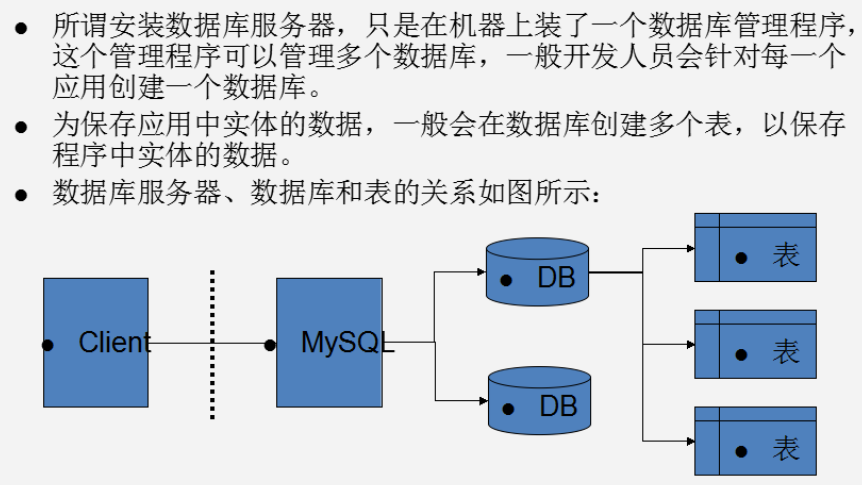 ● 所谓安装数据库服务器，只是在机器上装了一个数据库管理程序，
这个管理程序可以管理多个数据库，一般开发人员会针对每一个
应用创建一个数据库。
● 为保存应用中实体的数据，一般会在数据库创建多个表，以保存
程序中实体的数据。
● 数据库服务器、数据库和表的关系如图所示：
● 表
● DB
● Client
● MySQL
● 表
● DB
● 表